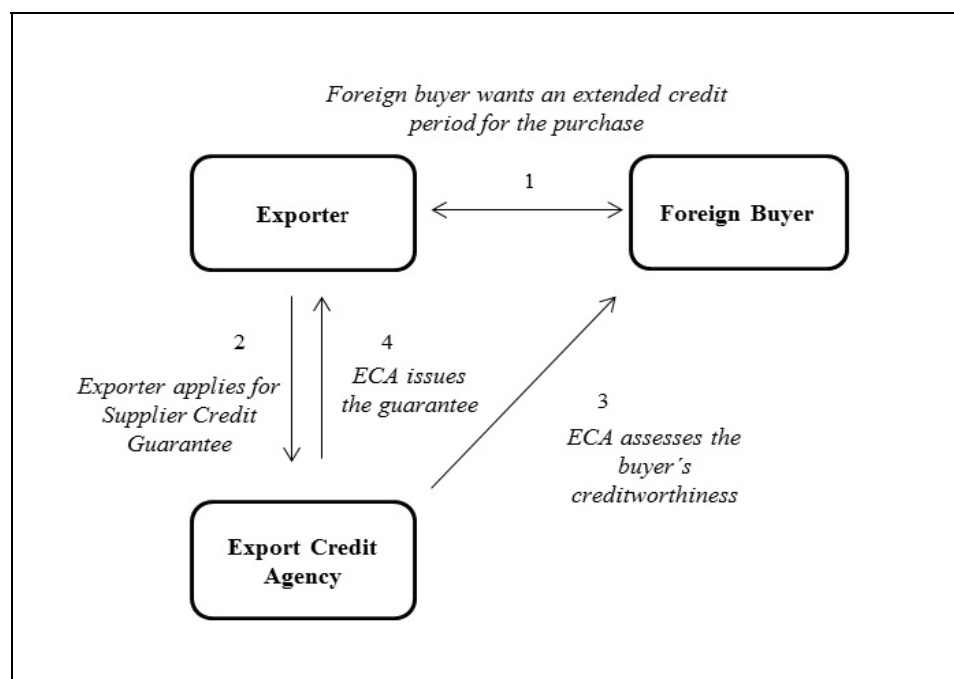 Foreign buyer wants an extended credit
period for the purchase
1
Exporter
Foreign Buyer
2
Exporter applies for
Supplier Credit
Guarantee
4
ECA issues
the guarantee
3
ECA assesses the
buyer´s
creditworthiness
Export Credit
Agency